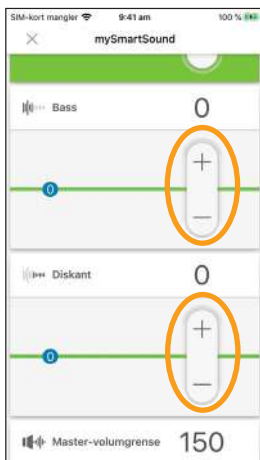 SIM-kort mangler 9:41 am 100 %
mySmartSound
Bass 0
+
0
−
Diskant 0
+
0
−
Master-volumgrense 150